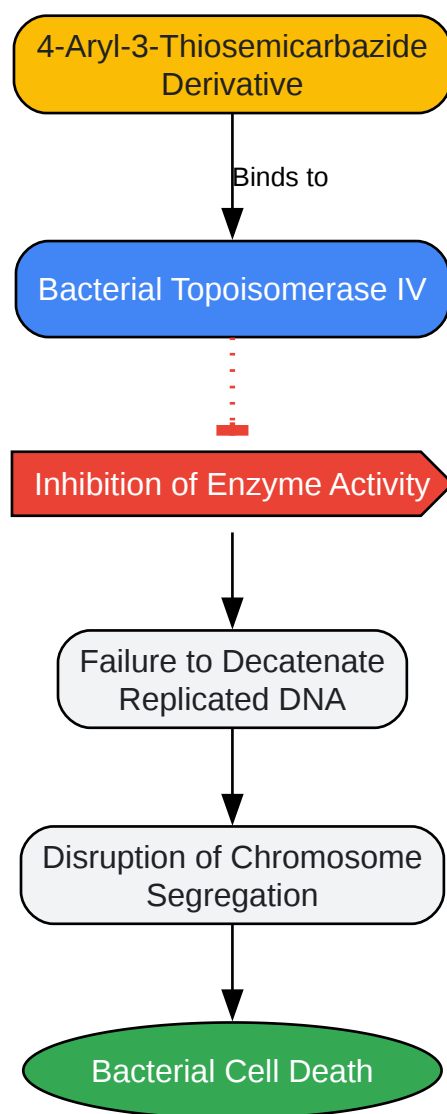 4-Aryl-3-Thiosemicarbazide
Derivative
Binds to
Bacterial Topoisomerase IV
Inhibition of Enzyme Activity
Failure to Decatenate
Replicated DNA
Disruption of Chromosome
Segregation
Bacterial Cell Death